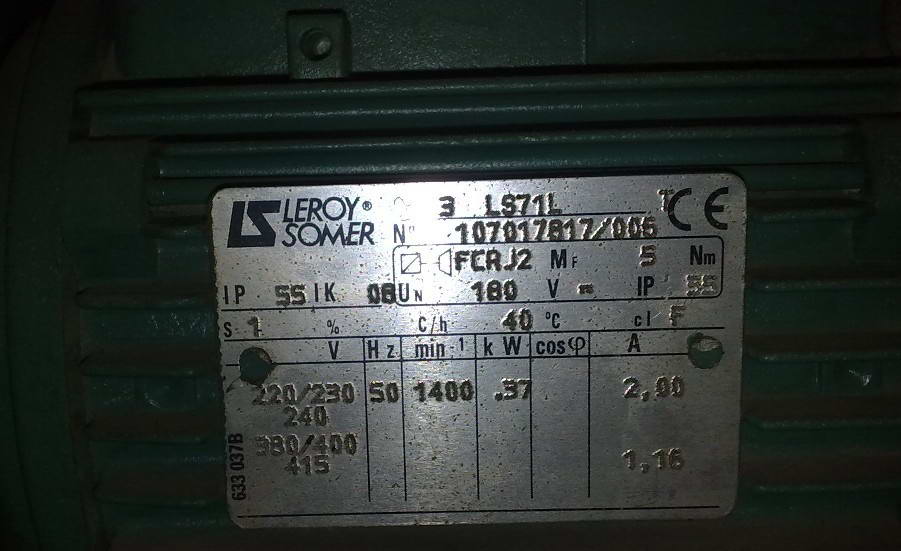 LEROY® SOMER
3 LS71L T CE
N° 107017817/005
FCRJ2 MF 5 Nm
IP 55 IK 08 UN 180 V = IP 55
S 1 % C/h 40 °C cl F
V Hz min-1 kW cosφ A
220/230 50 1400 .37 2,00
240
380/400
415 1,16
633 037B